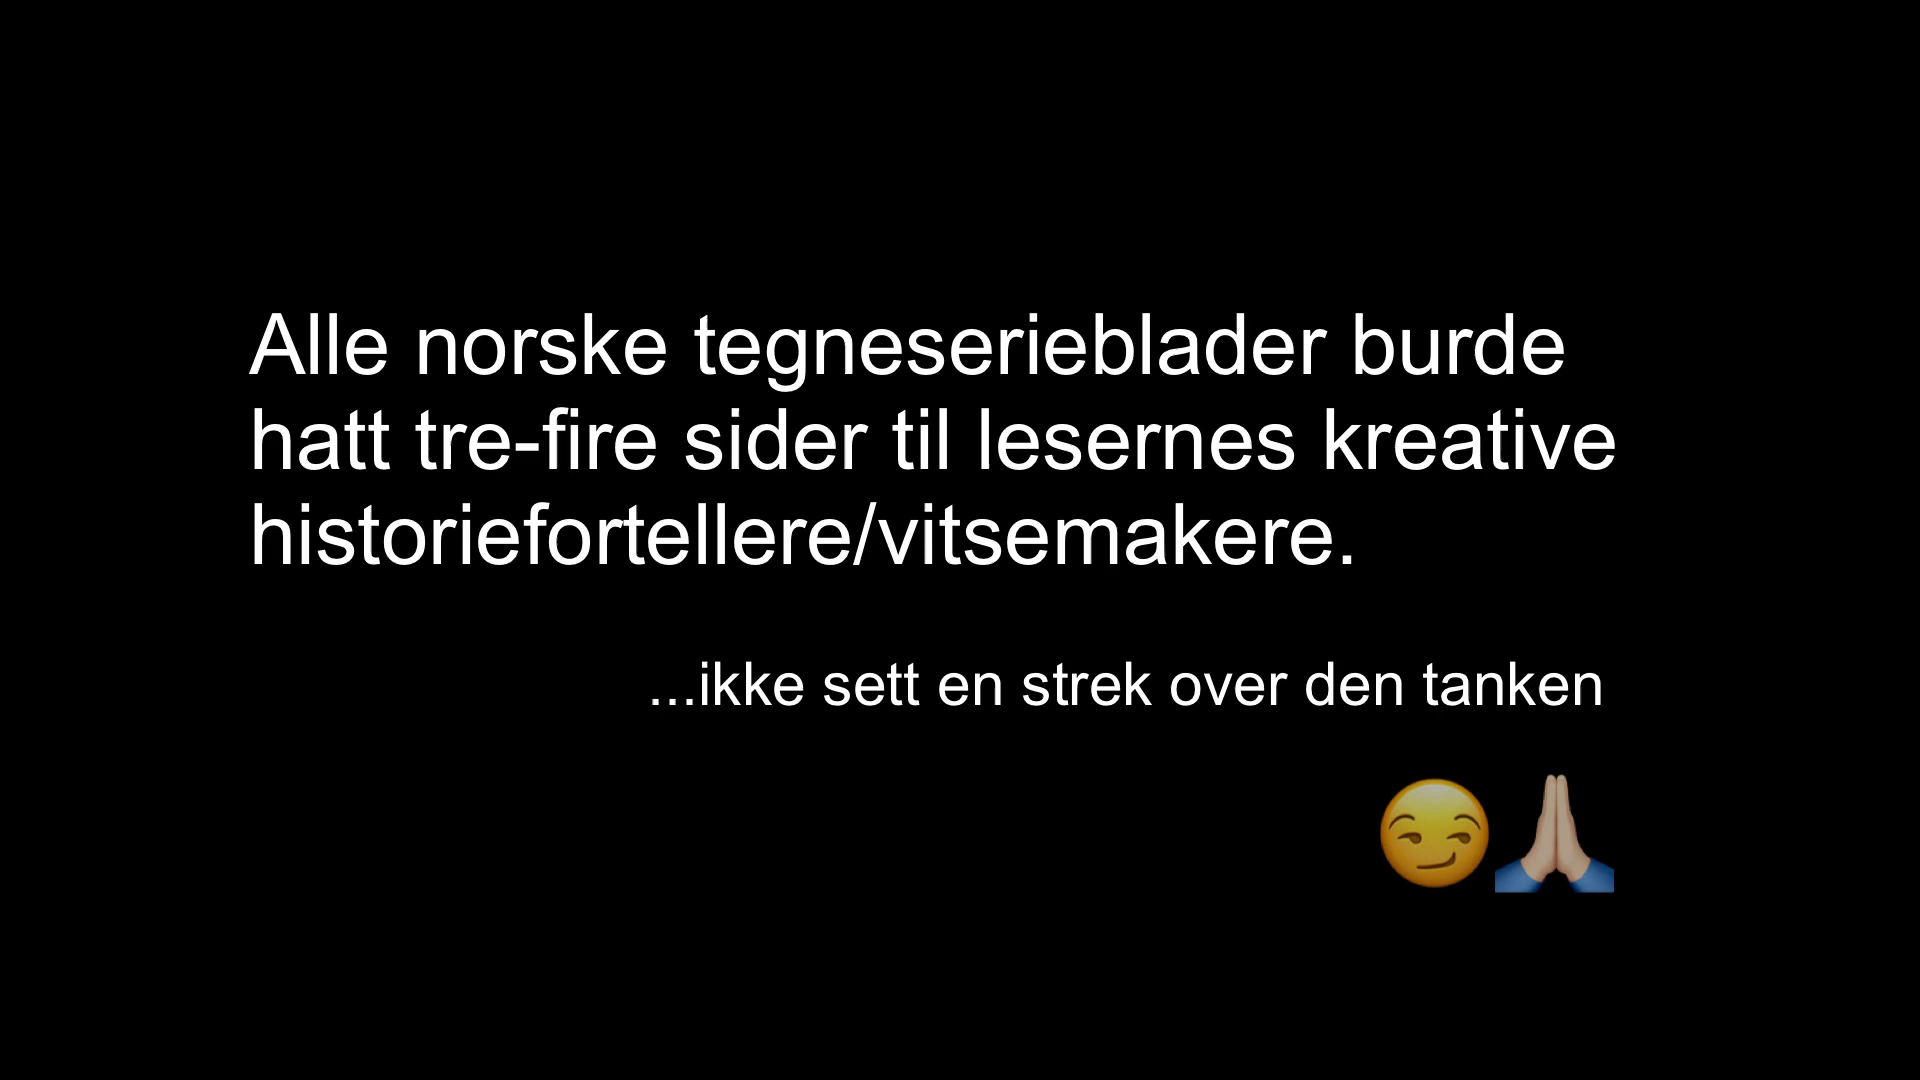 Alle norske tegneserieblader burde
hatt tre-fire sider til lesernes kreative
historiefortellere/vitsemakere.
...ikke sett en strek over den tanken